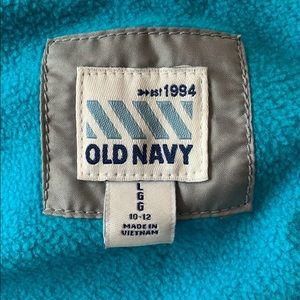 EST 1994
OLD NAVY
L
G
G
10-12
MADE IN
VIETNAM